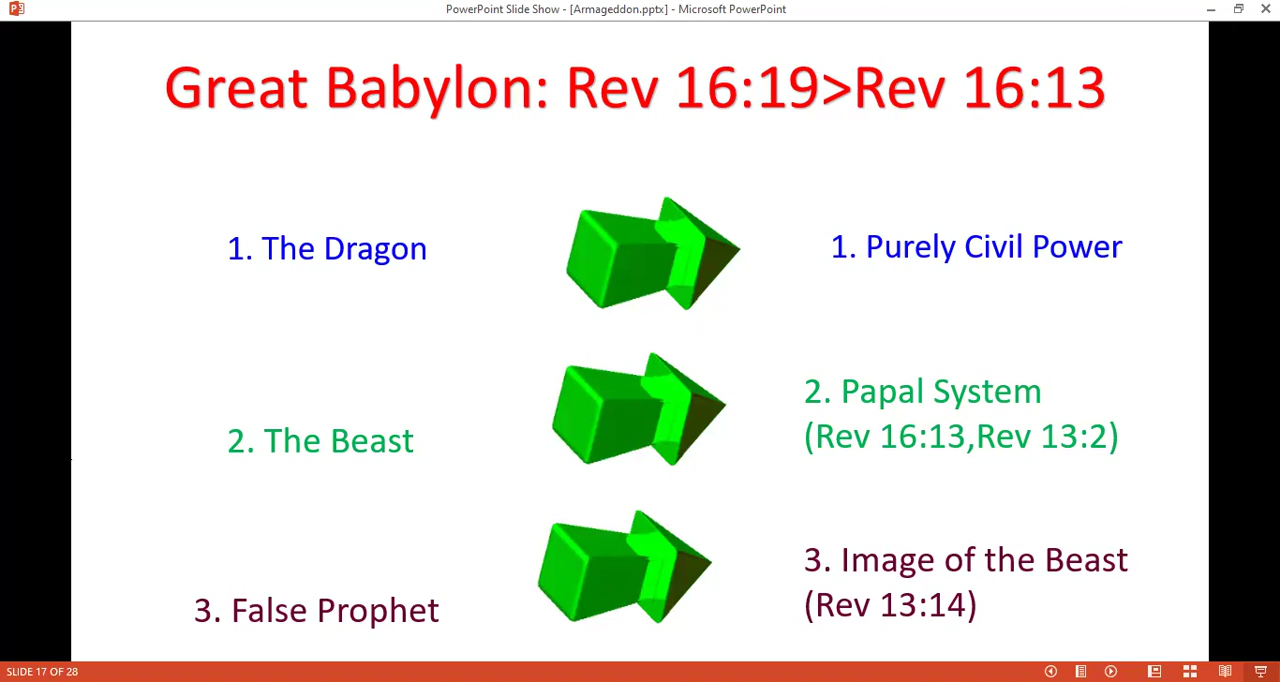 PowerPoint Slide Show - [Armageddon.pptx] - Microsoft PowerPoint
Great Babylon: Rev 16:19>Rev 16:13
1. The Dragon
1. Purely Civil Power
2. The Beast
2. Papal System
(Rev 16:13,Rev 13:2)
3. False Prophet
3. Image of the Beast
(Rev 13:14)
SLIDE 17 OF 28